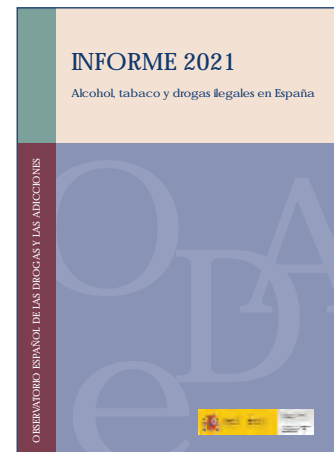 INFORME 2021
Alcohol, tabaco y drogas ilegales en España
OBSERVATORIO ESPAÑOL DE LAS DROGAS Y LAS ADICCIONES
O
E
D
A
e